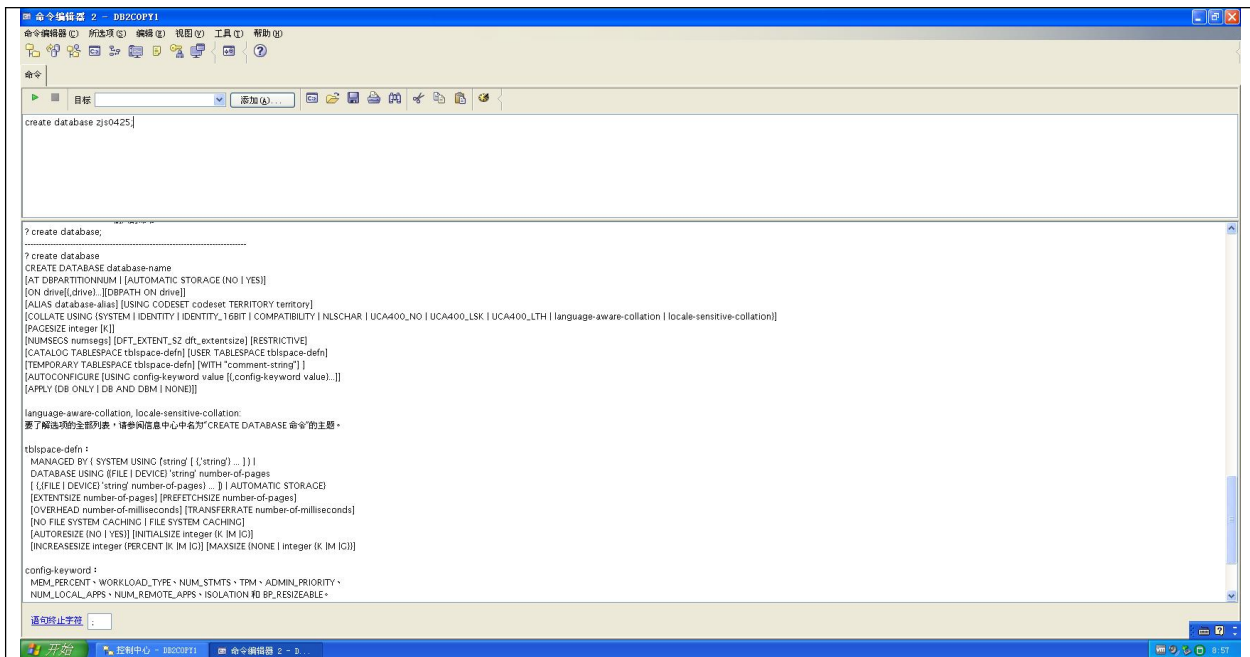 命令编辑器 2 - DB2COPY1
命令编辑器(C) 所选项(S) 编辑(E) 视图(V) 工具(T) 帮助(H)
命令
目标 添加(A)...
create database zjs0425;
? create database;
------------------------------------------------------------------------------
? create database
CREATE DATABASE database-name
[AT DBPARTITIONNUM | [AUTOMATIC STORAGE {NO | YES}]
[ON drive[{,drive}...][DBPATH ON drive]]
[ALIAS database-alias] [USING CODESET codeset TERRITORY territory]
[COLLATE USING {SYSTEM | IDENTITY | IDENTITY_16BIT | COMPATIBILITY | NLSCHAR | UCA400_NO | UCA400_LSK | UCA400_LTH | language-aware-collation | locale-sensitive-collation}]
[PAGESIZE integer [K]]
[NUMSEGS numsegs] [DFT_EXTENT_SZ dft_extentsize] [RESTRICTIVE]
[CATALOG TABLESPACE tblspace-defn] [USER TABLESPACE tblspace-defn]
[TEMPORARY TABLESPACE tblspace-defn] [WITH "comment-string"] ]
[AUTOCONFIGURE [USING config-keyword value [{,config-keyword value}...]]
[APPLY {DB ONLY | DB AND DBM | NONE}]]
language-aware-collation, locale-sensitive-collation:
要了解选项的全部列表，请参阅信息中心中名为“CREATE DATABASE 命令”的主题。
tblspace-defn：
MANAGED BY { SYSTEM USING ('string' [ {,'string'} ... ] ) |
DATABASE USING ({FILE | DEVICE} 'string' number-of-pages
[ {,{FILE | DEVICE} 'string' number-of-pages} ... ]) | AUTOMATIC STORAGE}
[EXTENTSIZE number-of-pages] [PREFETCHSIZE number-of-pages]
[OVERHEAD number-of-milliseconds] [TRANSFERRATE number-of-milliseconds]
[NO FILE SYSTEM CACHING | FILE SYSTEM CACHING]
[AUTORESIZE {NO | YES}] [INITIALSIZE integer {K |M |G}]
[INCREASESIZE integer {PERCENT |K |M |G}] [MAXSIZE {NONE | integer {K |M |G}}]
config-keyword：
MEM_PERCENT、WORKLOAD_TYPE、NUM_STMTS、TPM、ADMIN_PRIORITY、
NUM_LOCAL_APPS、NUM_REMOTE_APPS、ISOLATION 和 BP_RESIZEABLE。
语句终止字符 ;
开始 控制中心 - DB2COPY1 命令编辑器 2 - D... 8:57